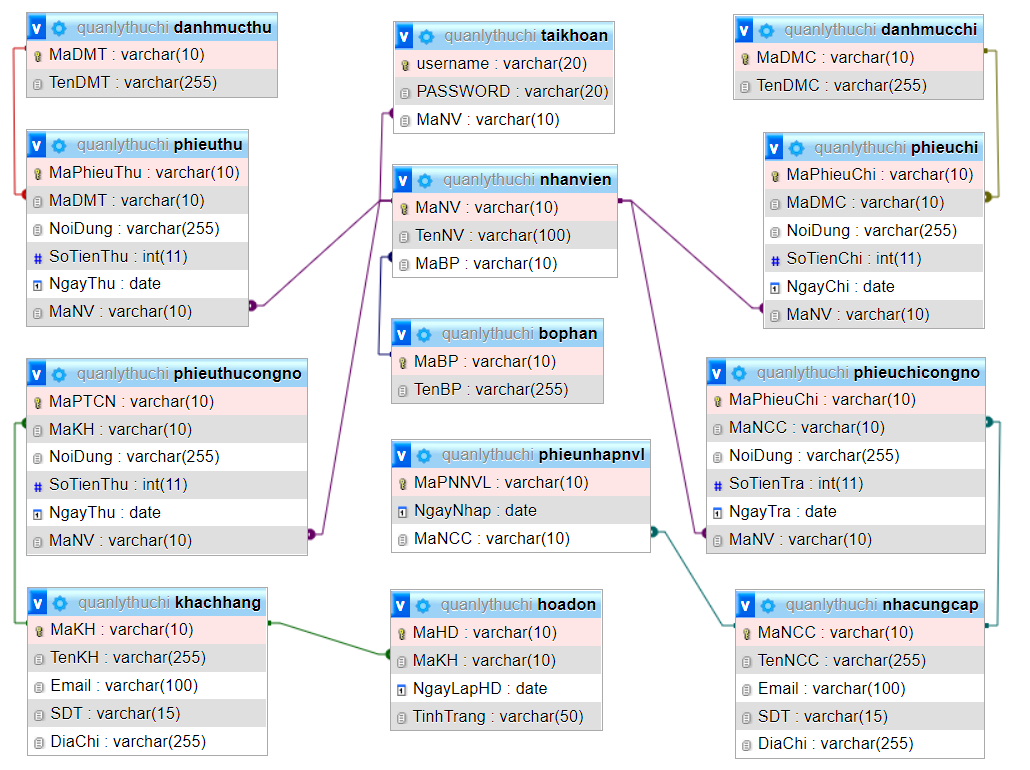 quanlythuchi danhmucthu
MaDMT : varchar(10)
TenDMT : varchar(255)
quanlythuchi taikhoan
username : varchar(20)
PASSWORD : varchar(20)
MaNV : varchar(10)
quanlythuchi danhmucchi
MaDMC : varchar(10)
TenDMC : varchar(255)
quanlythuchi phieuthu
MaPhieuThu : varchar(10)
MaDMT : varchar(10)
NoiDung : varchar(255)
SoTienThu : int(11)
NgayThu : date
MaNV : varchar(10)
quanlythuchi nhanvien
MaNV : varchar(10)
TenNV : varchar(100)
MaBP : varchar(10)
quanlythuchi phieuchi
MaPhieuChi : varchar(10)
MaDMC : varchar(10)
NoiDung : varchar(255)
SoTienChi : int(11)
NgayChi : date
MaNV : varchar(10)
quanlythuchi bophan
MaBP : varchar(10)
TenBP : varchar(255)
quanlythuchi phieuthucongno
MaPTCN : varchar(10)
MaKH : varchar(10)
NoiDung : varchar(255)
SoTienThu : int(11)
NgayThu : date
MaNV : varchar(10)
quanlythuchi phieunhapnvl
MaPNNVL : varchar(10)
NgayNhap : date
MaNCC : varchar(10)
quanlythuchi phieuchicongno
MaPhieuChi : varchar(10)
MaNCC : varchar(10)
NoiDung : varchar(255)
SoTienTra : int(11)
NgayTra : date
MaNV : varchar(10)
quanlythuchi khachhang
MaKH : varchar(10)
TenKH : varchar(255)
Email : varchar(100)
SDT : varchar(15)
DiaChi : varchar(255)
quanlythuchi hoadon
MaHD : varchar(10)
MaKH : varchar(10)
NgayLapHD : date
TinhTrang : varchar(50)
quanlythuchi nhacungcap
MaNCC : varchar(10)
TenNCC : varchar(255)
Email : varchar(100)
SDT : varchar(15)
DiaChi : varchar(255)